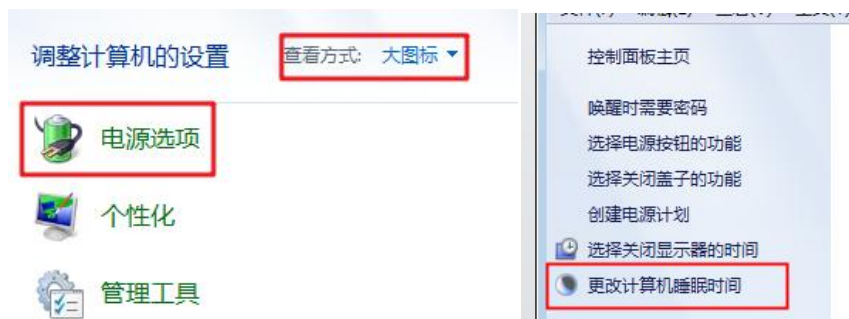 调整计算机的设置
查看方式: 大图标
电源选项
个性化
管理工具
控制面板主页
唤醒时需要密码
选择电源按钮的功能
选择关闭盖子的功能
创建电源计划
选择关闭显示器的时间
更改计算机睡眠时间